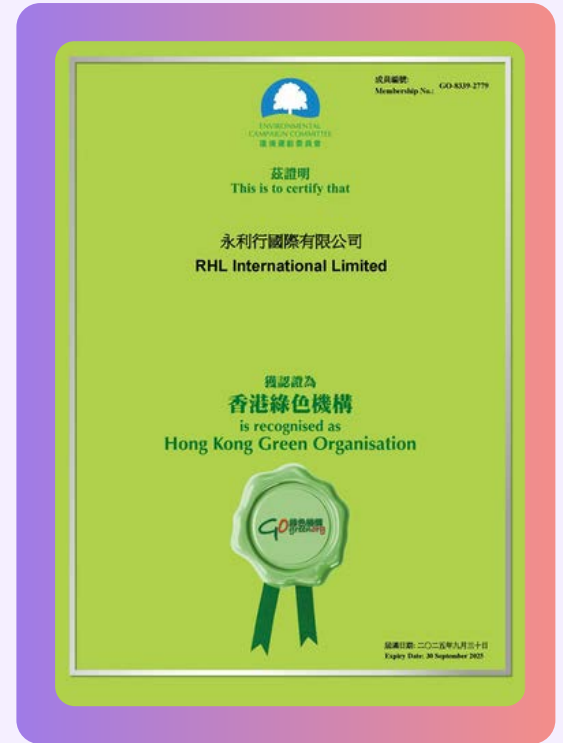 成員編號:
Membership No.: GO-8339-2779
ENVIRONMENTAL
CAMPAIGN COMMITTEE
環境運動委員會
茲證明
This is to certify that
永利行國際有限公司
RHL International Limited
獲認證為
香港綠色機構
is recognised as
Hong Kong Green Organisation
GO綠色機構
greenorg
屆滿日期: 二〇二五年九月三十日
Expiry Date: 30 September 2025